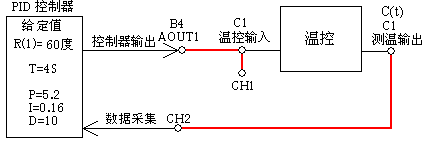 PID 控制器
给定值
R(1)= 60度
T=4S
P=5.2
I=0.16
D=10
控制器输出
B4
AOUT1
C1
温控输入
CH1
温控
C(t)
C1
测温输出
数据采集
CH2